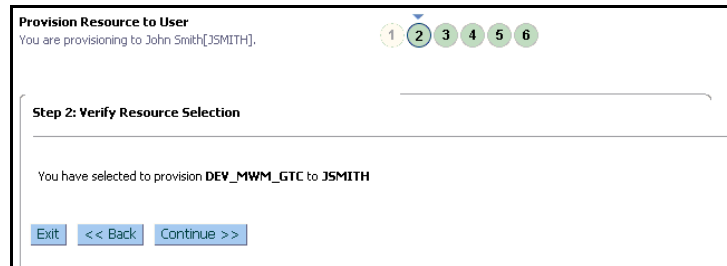 Provision Resource to User
You are provisioning to John Smith[JSMITH].
1 2 3 4 5 6
Step 2: Verify Resource Selection
You have selected to provision DEV_MWM_GTC to JSMITH
Exit << Back Continue >>